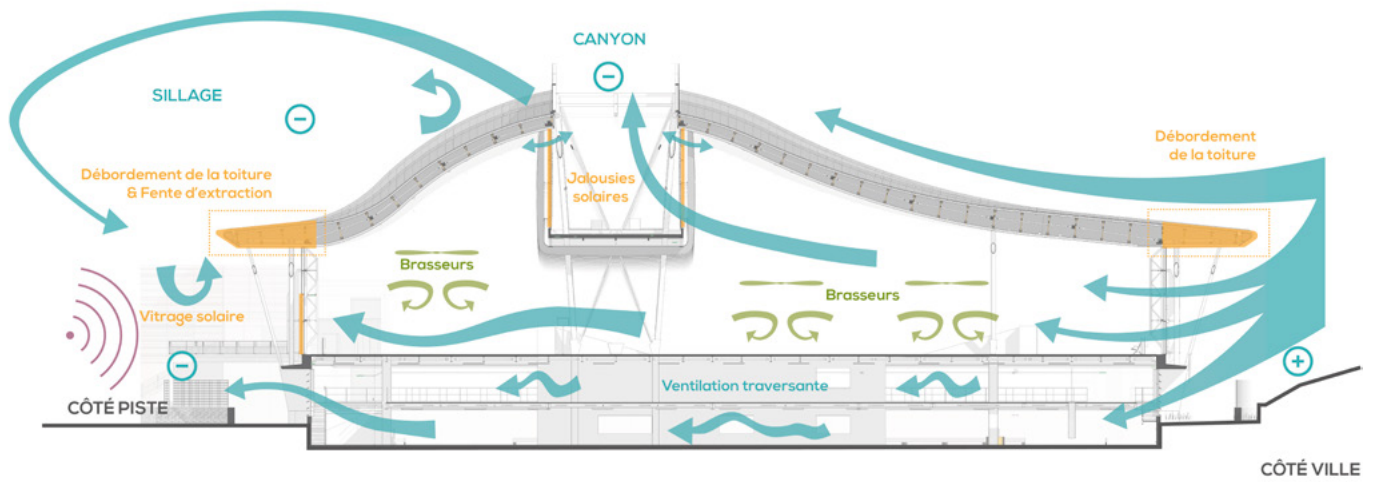 CANYON
SILLAGE
Débordement
de la toiture
Débordement de la toiture
& Fente d'extraction
Jalousies
solaires
Brasseurs
Brasseurs
Vitrage solaire
Ventilation traversante
CÔTÉ PISTE
CÔTÉ VILLE